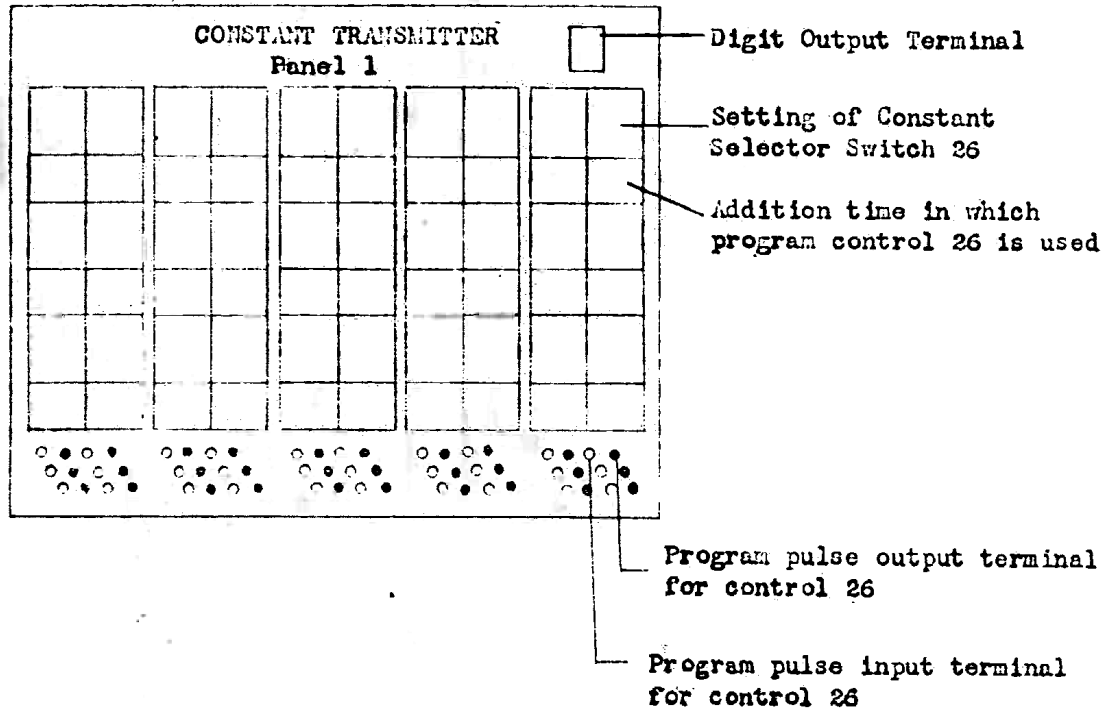 CONSTANT TRANSMITTER
Panel 1
Digit Output Terminal
Setting of Constant
Selector Switch 26
Addition time in which
program control 26 is used
Program pulse output terminal
for control 26
Program pulse input terminal
for control 26